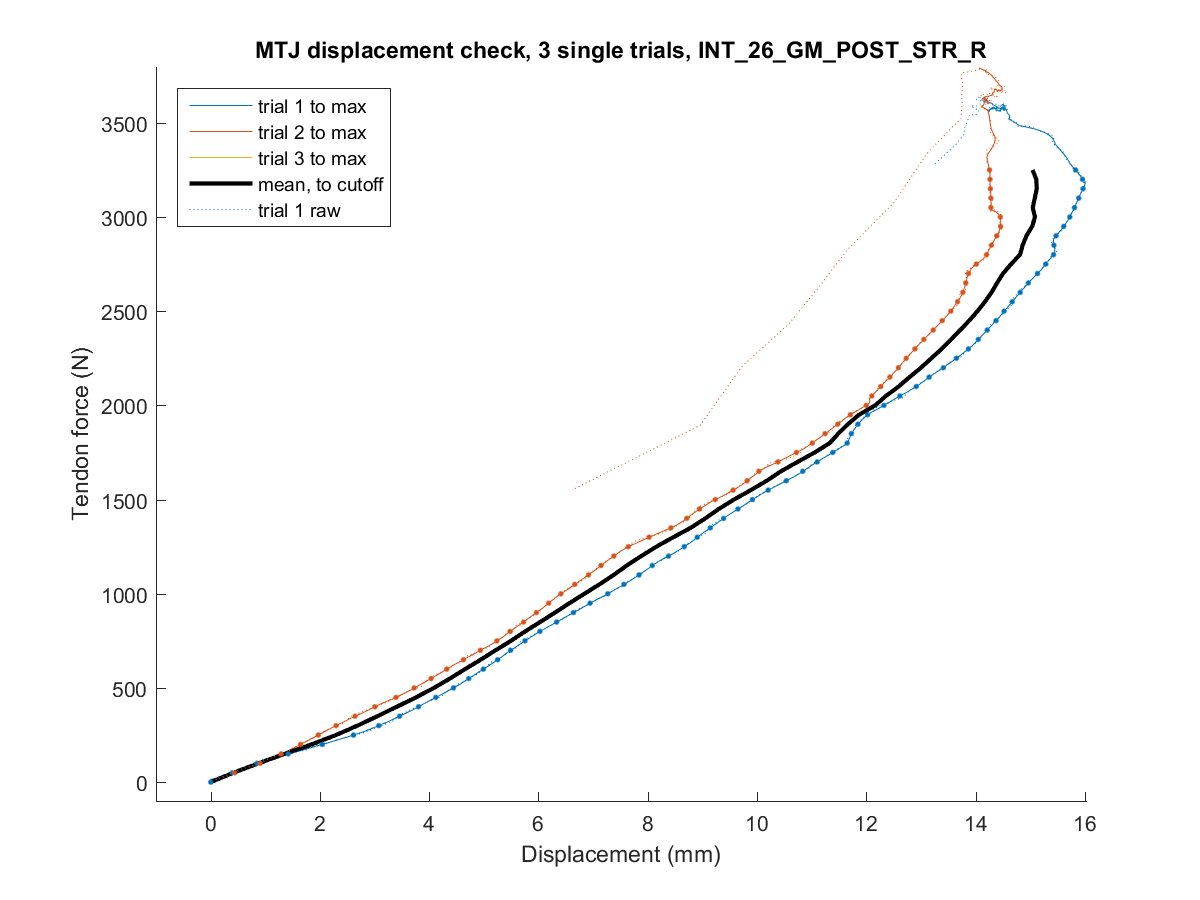 MTJ displacement check, 3 single trials, INT_26_GM_POST_STR_R
trial 1 to max
trial 2 to max
trial 3 to max
mean, to cutoff
trial 1 raw
3500
3000
2500
2000
1500
1000
500
0
Tendon force (N)
0 2 4 6 8 10 12 14 16
Displacement (mm)